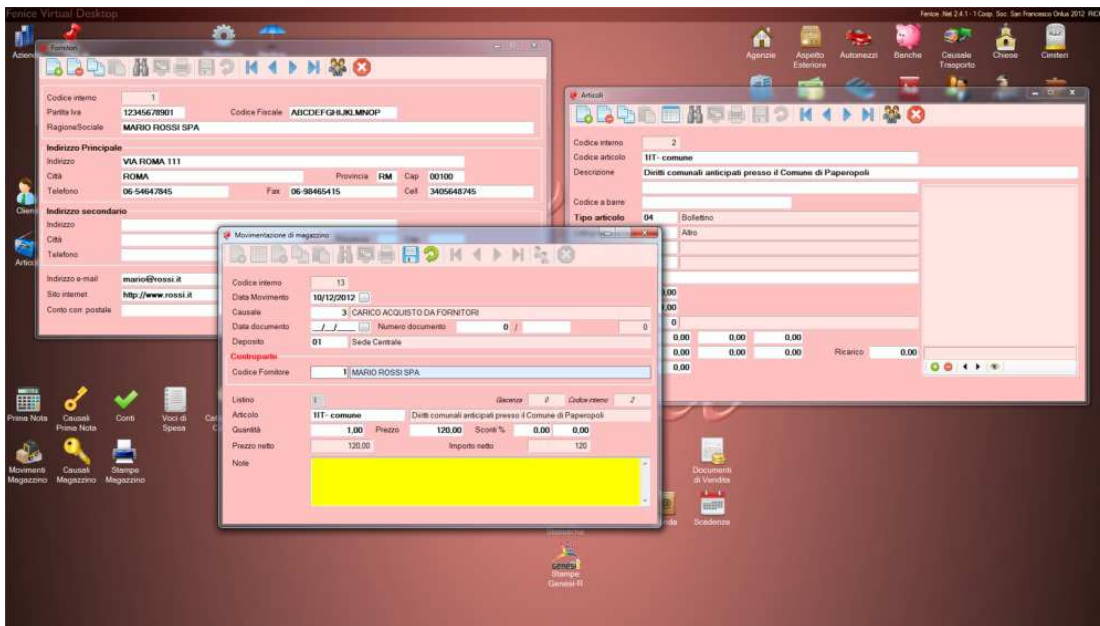 Fenice Virtual Desktop
Fenice .Net 2.4.1 - 1 Coop. Soc. San Francesco Onlus 2012
Agenzie
Aspetto Esteriore
Automezzi
Banche
Causale Trasporto
Chiese
Cimiteri
Fornitori
Codice interno 1
Partita Iva 12345678901 Codice Fiscale ABCDEFGHIJKLMNOP
RagioneSociale MARIO ROSSI SPA
Indirizzo Principale
Indirizzo VIA ROMA 111
Città ROMA Provincia RM Cap 00100
Telefono 06-54647845 Fax 06-98465415 Cell 3405648745
Indirizzo secondario
Indirizzo
Città
Telefono
Indirizzo e-mail mario@rossi.it
Sito internet http://www.rossi.it
Conto corr. postale
Articoli
Codice interno 2
Codice articolo 1IT- comune
Descrizione Diritti comunali anticipati presso il Comune di Paperopoli
Codice a barre
Tipo articolo 04 Bollettino
Altro
0
0,00 0,00 0,00
0,00 0,00 0,00 Ricarico 0,00
0,00
Movimentazione di magazzino
Codice interno 13
Data Movimento 10/12/2012
Causale 3 CARICO ACQUISTO DA FORNITORI
Data documento __/__/____ Numero documento 0 / 0
Deposito 01 Sede Centrale
Controparte
Codice Fornitore 1 MARIO ROSSI SPA
Listino 1 Giacenza 0 Codice interno 2
Articolo 1IT- comune Diritti comunali anticipati presso il Comune di Paperopoli
Quantità 1,00 Prezzo 120,00 Sconti % 0,00 0,00
Prezzo netto 120,00 Importo netto 120
Note
Prima Nota
Causali Prima Nota
Conti
Voci di Spesa
Movimenti Magazzino
Causali Magazzino
Stampe Magazzino
Documenti di Vendita
Scadenze
GENESI
Stampe Genesi-R